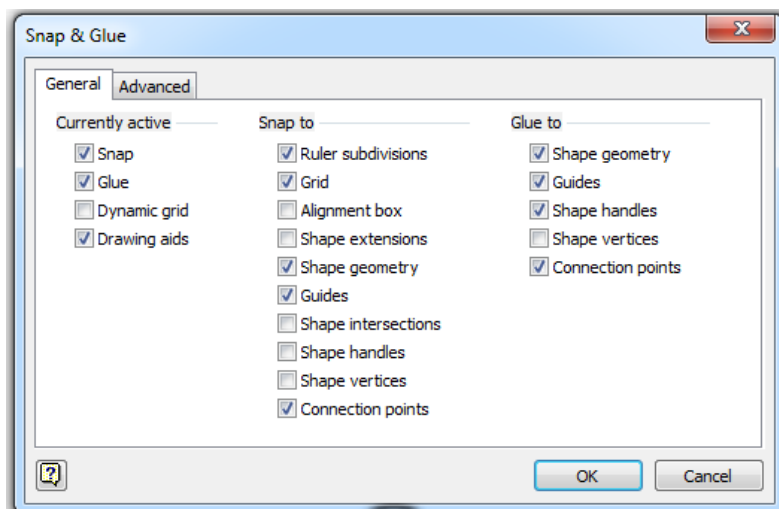 Snap & Glue
General
Advanced
Currently active
Snap
Glue
Dynamic grid
Drawing aids
Snap to
Ruler subdivisions
Grid
Alignment box
Shape extensions
Shape geometry
Guides
Shape intersections
Shape handles
Shape vertices
Connection points
Glue to
Shape geometry
Guides
Shape handles
Shape vertices
Connection points
?
OK
Cancel